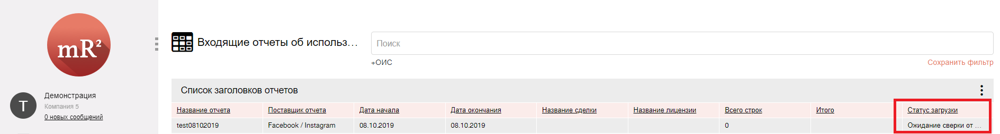 mR²
T
Демонстрация
Компания 5
0 новых сообщений
Входящие отчеты об использ…
Поиск
+ОИС
Сохранить фильтр
Список заголовков отчетов
Название отчета Поставщик отчета Дата начала Дата окончания Название сделки Название лицензии Всего строк Итого Статус загрузки
test08102019 Facebook / Instagram 08.10.2019 08.10.2019 0 Ожидание сверки от …